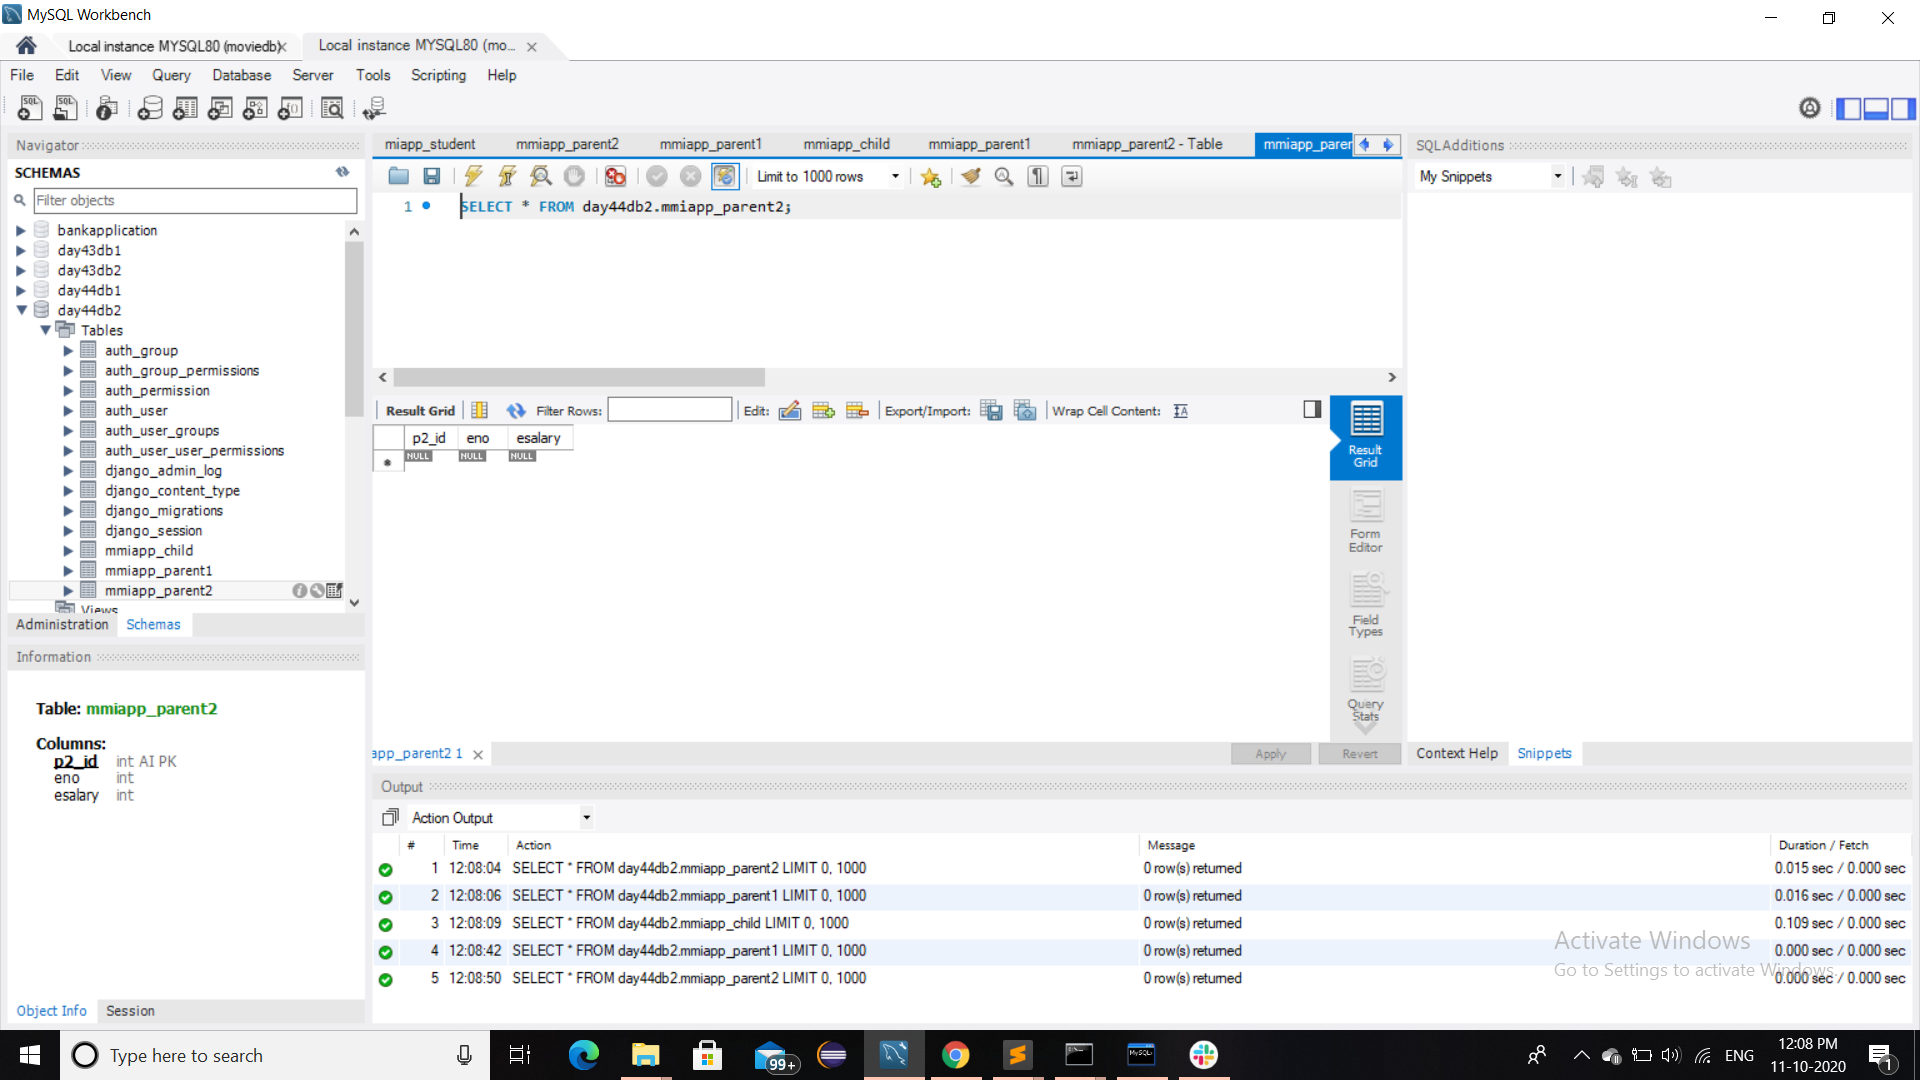 MySQL Workbench
Local instance MYSQL80 (moviedb)
Local instance MYSQL80 (mo...
File Edit View Query Database Server Tools Scripting Help
Navigator
SCHEMAS
Filter objects
bankapplication
day43db1
day43db2
day44db1
day44db2
Tables
auth_group
auth_group_permissions
auth_permission
auth_user
auth_user_groups
auth_user_user_permissions
django_admin_log
django_content_type
django_migrations
django_session
mmiapp_child
mmiapp_parent1
mmiapp_parent2
Views
Administration Schemas
Information
Table: mmiapp_parent2
Columns:
p2_id int AI PK
eno int
esalary int
Object Info Session
miapp_student mmiapp_parent2 mmiapp_parent1 mmiapp_child mmiapp_parent1 mmiapp_parent2 - Table mmiapp_paren
Limit to 1000 rows
1 SELECT * FROM day44db2.mmiapp_parent2;
Result Grid Filter Rows: Edit: Export/Import: Wrap Cell Content:
p2_id eno esalary
NULL NULL NULL
Result Grid
Form Editor
Field Types
Query Stats
app_parent2 1
Apply Revert
SQLAdditions
My Snippets
Context Help Snippets
Output
Action Output
# Time Action Message Duration / Fetch
1 12:08:04 SELECT * FROM day44db2.mmiapp_parent2 LIMIT 0, 1000 0 row(s) returned 0.015 sec / 0.000 sec
2 12:08:06 SELECT * FROM day44db2.mmiapp_parent1 LIMIT 0, 1000 0 row(s) returned 0.016 sec / 0.000 sec
3 12:08:09 SELECT * FROM day44db2.mmiapp_child LIMIT 0, 1000 0 row(s) returned 0.109 sec / 0.000 sec
4 12:08:42 SELECT * FROM day44db2.mmiapp_parent1 LIMIT 0, 1000 0 row(s) returned 0.000 sec / 0.000 sec
5 12:08:50 SELECT * FROM day44db2.mmiapp_parent2 LIMIT 0, 1000 0 row(s) returned 0.000 sec / 0.000 sec
Activate Windows
Go to Settings to activate Windows.
Type here to search
99+
MySQL
ENG
12:08 PM
11-10-2020
1